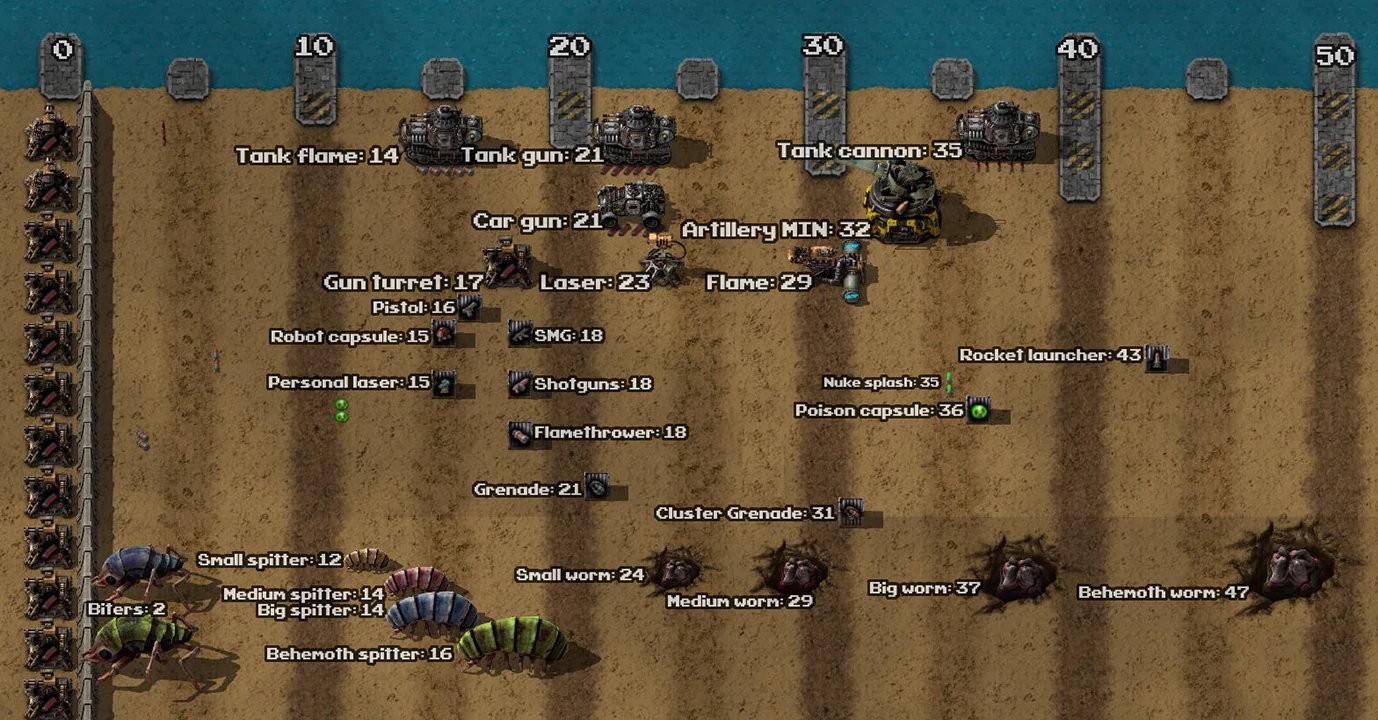 0
10
20
30
40
50
Tank flame: 14
Tank gun: 21
Tank cannon: 35
Car gun: 21
Artillery MIN: 32
Gun turret: 17
Laser: 23
Flame: 29
Pistol: 16
Robot capsule: 15
SMG: 18
Rocket launcher: 43
Personal laser: 15
Shotguns: 18
Nuke splash: 35
Poison capsule: 36
Flamethrower: 18
Grenade: 21
Cluster Grenade: 31
Small spitter: 12
Small worm: 24
Medium worm: 29
Big worm: 37
Behemoth worm: 47
Medium spitter: 14
Biters: 2
Big spitter: 14
Behemoth spitter: 16